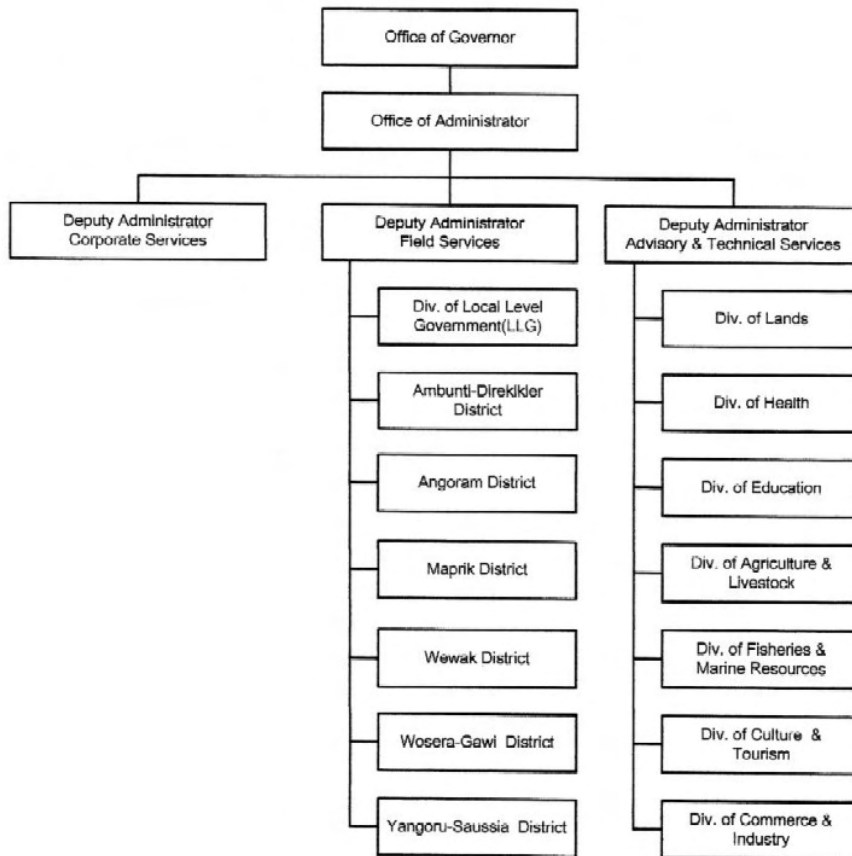 Office of Governor
Office of Administrator
Deputy Administrator
Corporate Services
Deputy Administrator
Field Services
Deputy Administrator
Advisory & Technical Services
Div. of Local Level
Government(LLG)
Ambunti-Direkikier
District
Angoram District
Maprik District
Wewak District
Wosera-Gawi District
Yangoru-Saussia District
Div. of Lands
Div. of Health
Div. of Education
Div. of Agriculture &
Livestock
Div. of Fisheries &
Marine Resources
Div. of Culture &
Tourism
Div. of Commerce &
Industry